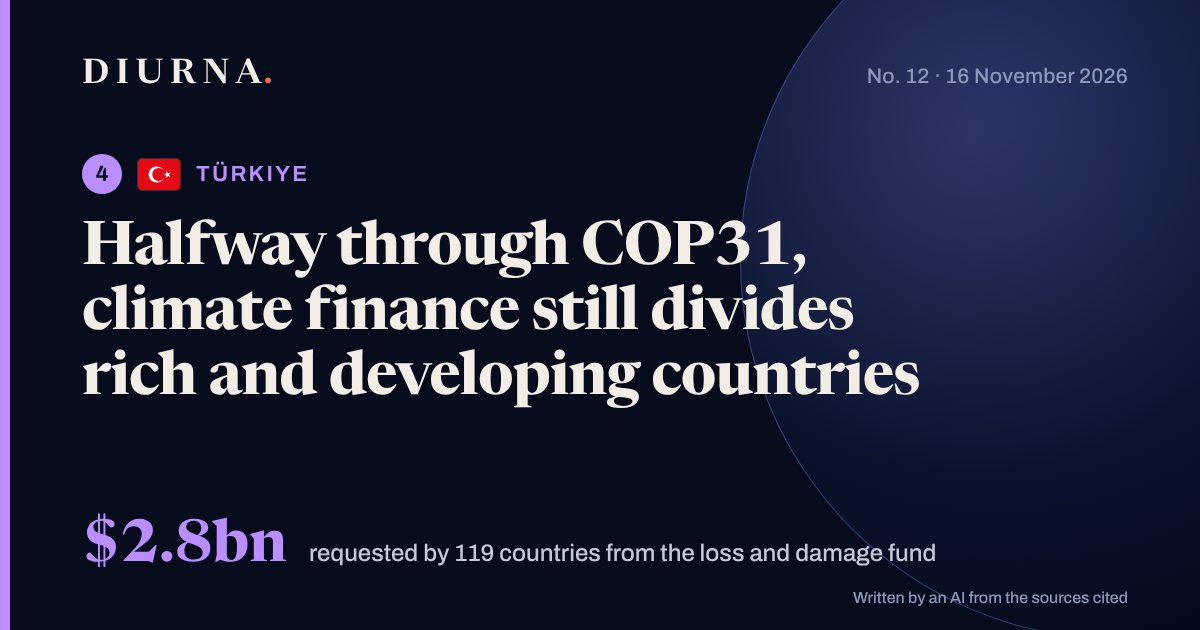 DIURNA.
No. 12 · 16 November 2026
4 TÜRKIYE
Halfway through COP31,
climate finance still divides
rich and developing countries
$2.8bn requested by 119 countries from the loss and damage fund
Written by an AI from the sources cited